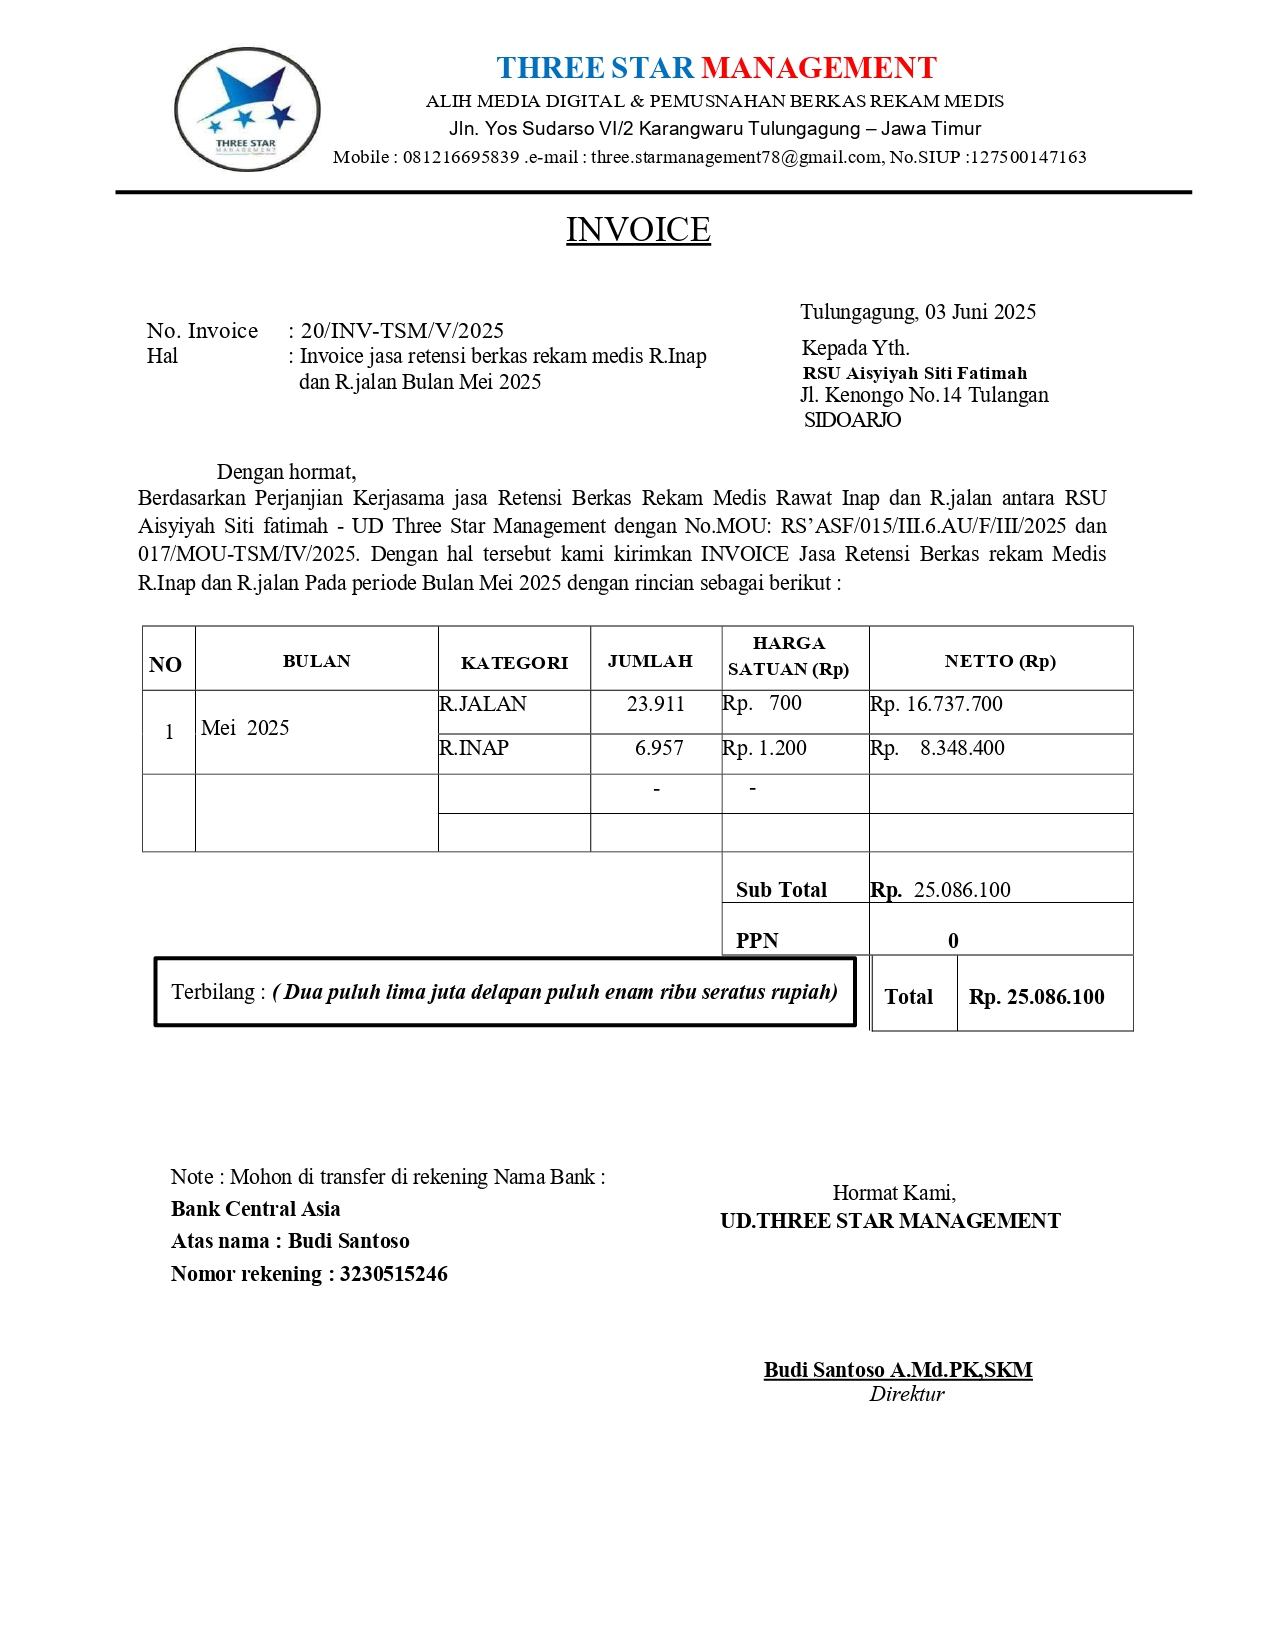 THREE STAR MANAGEMENT
ALIH MEDIA DIGITAL & PEMUSNAHAN BERKAS REKAM MEDIS
Jln. Yos Sudarso VI/2 Karangwaru Tulungagung – Jawa Timur
Mobile : 081216695839 .e-mail : three.starmanagement78@gmail.com, No.SIUP :127500147163
THREE STAR
MANAGEMENT
INVOICE
Tulungagung, 03 Juni 2025
No. Invoice : 20/INV-TSM/V/2025
Hal : Invoice jasa retensi berkas rekam medis R.Inap
dan R.jalan Bulan Mei 2025
Kepada Yth.
RSU Aisyiyah Siti Fatimah
Jl. Kenongo No.14 Tulangan
SIDOARJO
Dengan hormat,
Berdasarkan Perjanjian Kerjasama jasa Retensi Berkas Rekam Medis Rawat Inap dan R.jalan antara RSU
Aisyiyah Siti fatimah - UD Three Star Management dengan No.MOU: RS’ASF/015/III.6.AU/F/III/2025 dan
017/MOU-TSM/IV/2025. Dengan hal tersebut kami kirimkan INVOICE Jasa Retensi Berkas rekam Medis
R.Inap dan R.jalan Pada periode Bulan Mei 2025 dengan rincian sebagai berikut :
NO BULAN KATEGORI JUMLAH HARGA SATUAN (Rp) NETTO (Rp)
1 Mei 2025 R.JALAN 23.911 Rp. 700 Rp. 16.737.700
R.INAP 6.957 Rp. 1.200 Rp. 8.348.400
- -
Sub Total Rp. 25.086.100
PPN 0
Terbilang : ( Dua puluh lima juta delapan puluh enam ribu seratus rupiah) Total Rp. 25.086.100
Note : Mohon di transfer di rekening Nama Bank :
Bank Central Asia
Atas nama : Budi Santoso
Nomor rekening : 3230515246
Hormat Kami,
UD.THREE STAR MANAGEMENT
Budi Santoso A.Md.PK,SKM
Direktur